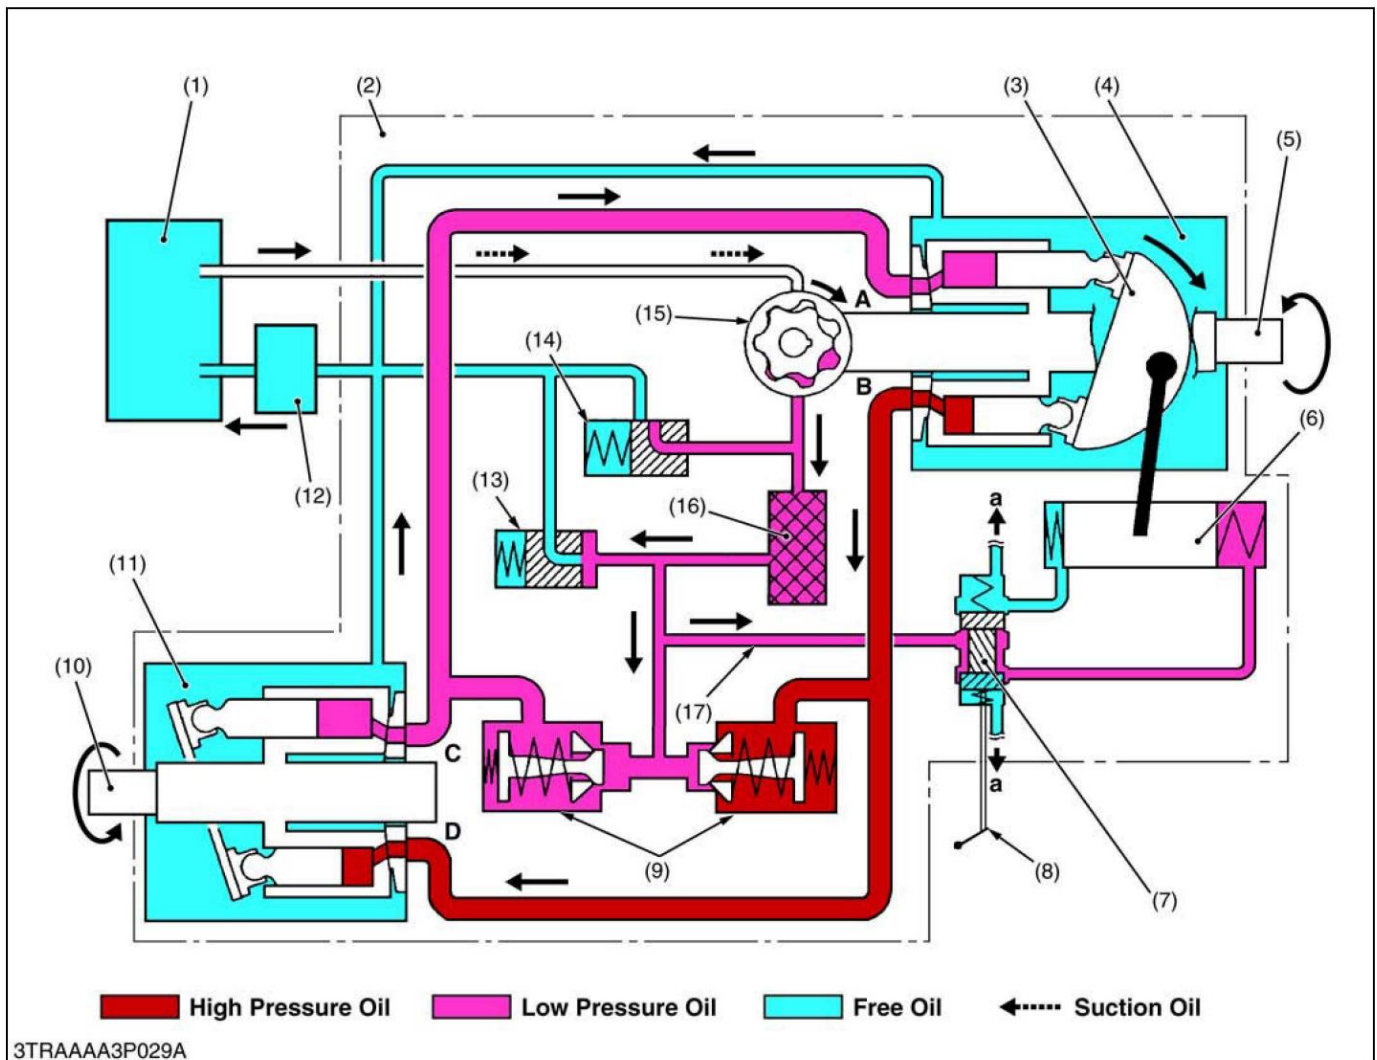 (1)
(2)
(3)
(4)
(5)
(15)
A
(14)
B
(6)
(12)
(13)
(16)
a
(11)
(10)
(17)
C
a
D
(9)
(8)
(7)
High Pressure Oil
Low Pressure Oil
Free Oil
Suction Oil
3TRAAAA3P029A